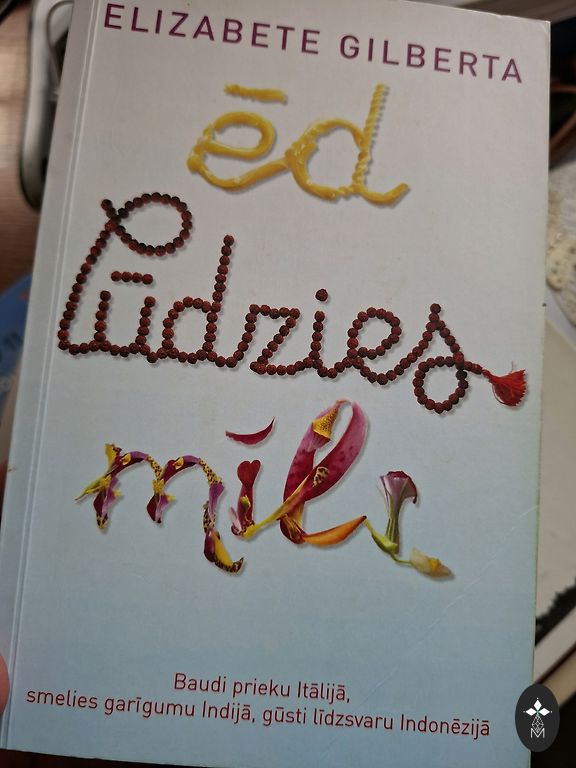 ELIZABETE GILBERTA
ēd
lūdzies
mīli
Baudi prieku Itālijā,
smelies garīgumu Indijā, gūsti līdzsvaru Indonēzijā